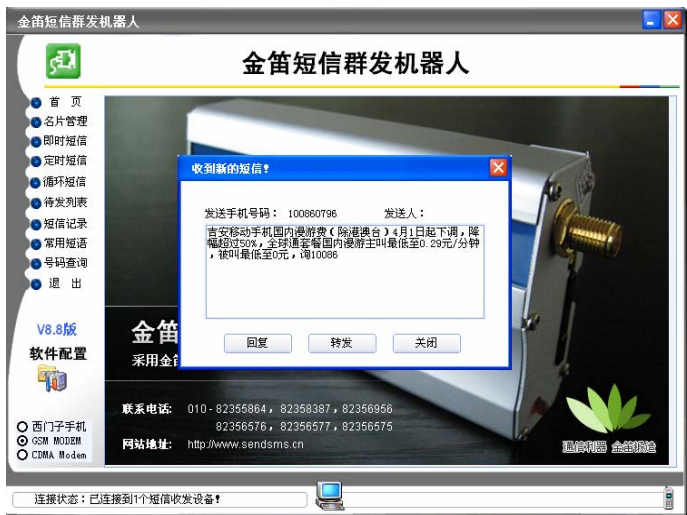 金笛短信群发机器人
金笛短信群发机器人
首 页
名片管理
即时短信
定时短信
循环短信
待发列表
短信记录
常用短语
号码查询
退 出
V8.8版
软件配置
西门子手机
GSM MODEM
CDMA Modem
收到新的短信!
发送手机号码： 100860796 发送人：
吉安移动手机国内漫游费(除港澳台)4月1日起下调，降
幅超过50%，全球通套餐国内漫游主叫最低至0.29元/分钟
，被叫最低至0元，询10086
回复 转发 关闭
金笛
采用金
联系电话: 010-82355864，82358387，82356956
82356576，82356577，82356575
网站地址: http://www.sendsms.cn
通信利器 金笛锻造
连接状态：已连接到1个短信收发设备!